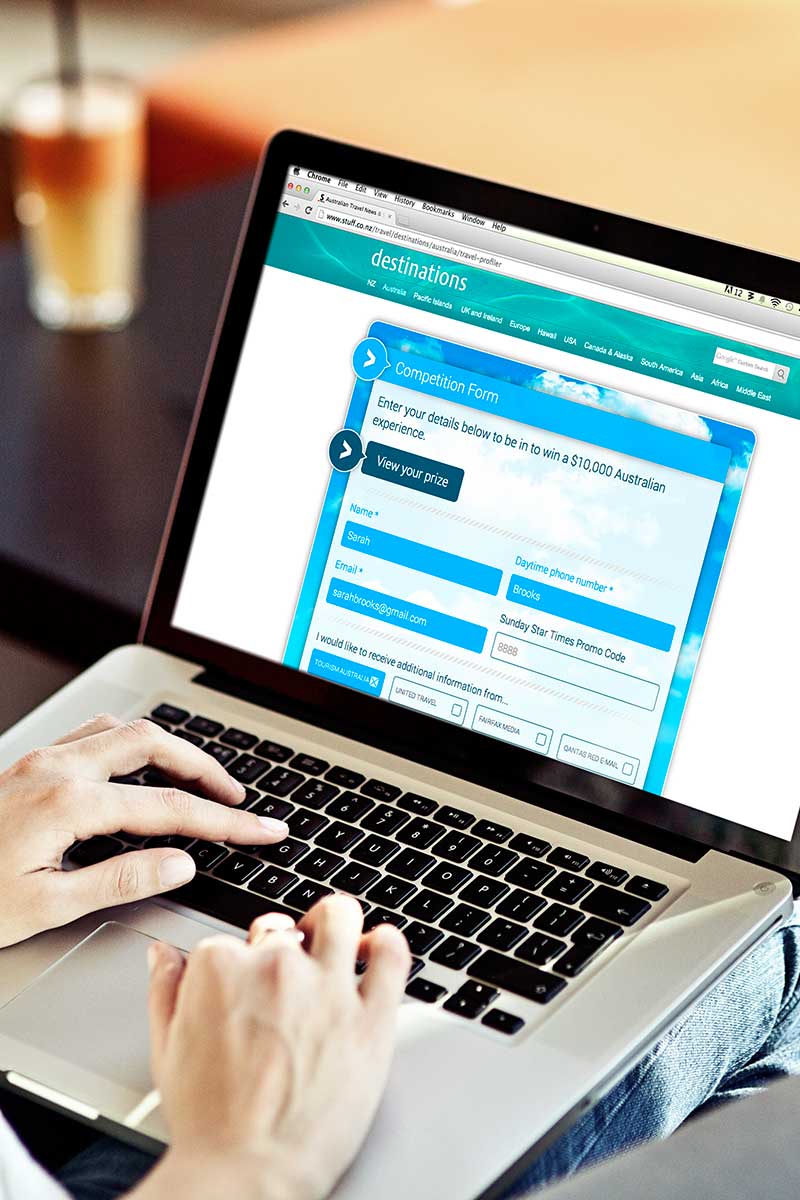 Chrome File Edit View History Bookmarks Window Help
Australian Travel News &
www.stuff.co.nz/travel/destinations/australia/travel-profiler
destinations
NZ Australia Pacific Islands UK and Ireland Europe Hawaii USA Canada & Alaska South America Asia Africa Middle East
Google Custom Search
Competition Form
Enter your details below to be in to win a $10,000 Australian
experience.
View your prize
Name *
Sarah
Daytime phone number *
Brooks
Email *
sarahbrooks@gmail.com
Sunday Star Times Promo Code
8888
I would like to receive additional information from...
TOURISM AUSTRALIA
UNITED TRAVEL
FAIRFAX MEDIA
QANTAS RED E-MAIL